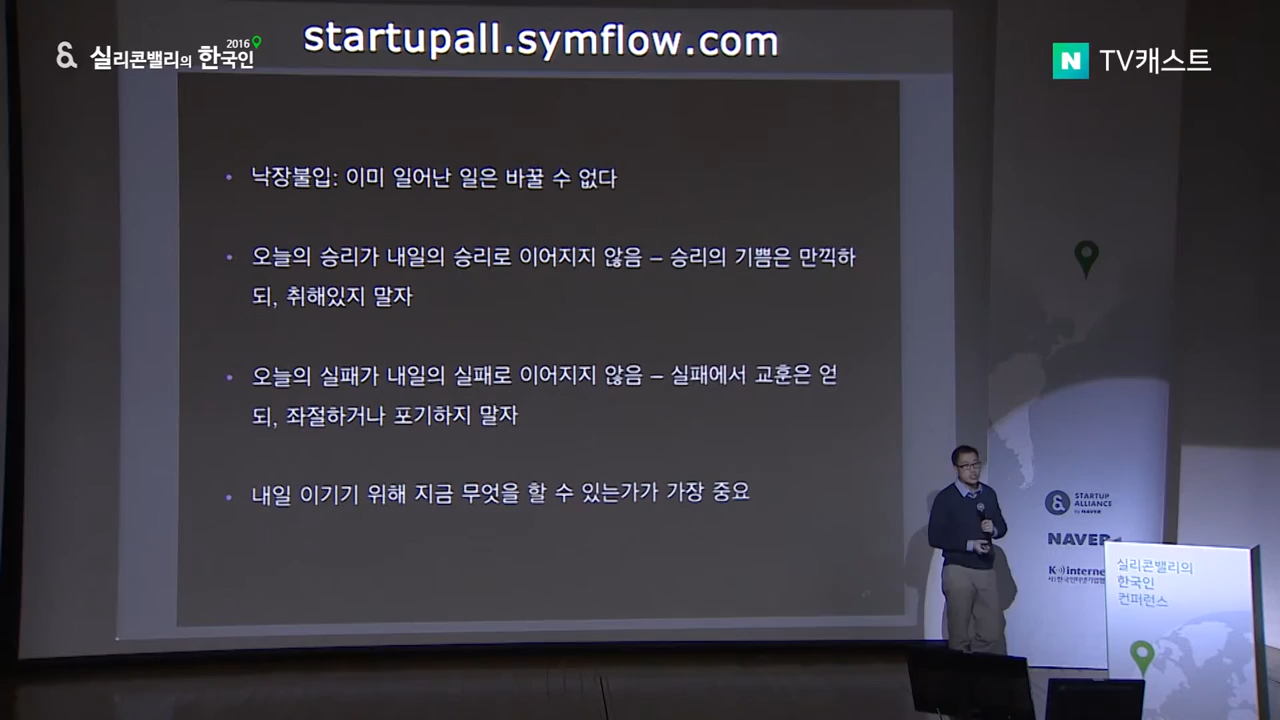 startupall.symflow.com
&
2016
실리콘밸리의 한국인
N TV캐스트
• 낙장불입: 이미 일어난 일은 바꿀 수 없다
• 오늘의 승리가 내일의 승리로 이어지지 않음 – 승리의 기쁨은 만끽하
되, 취해있지 말자
• 오늘의 실패가 내일의 실패로 이어지지 않음 – 실패에서 교훈은 얻
되, 좌절하거나 포기하지 말자
• 내일 이기기 위해 지금 무엇을 할 수 있는가가 가장 중요
& STARTUP
ALLIANCE
by NAVER
NAVER
K interne
실리콘밸리의
한국인
컨퍼런스